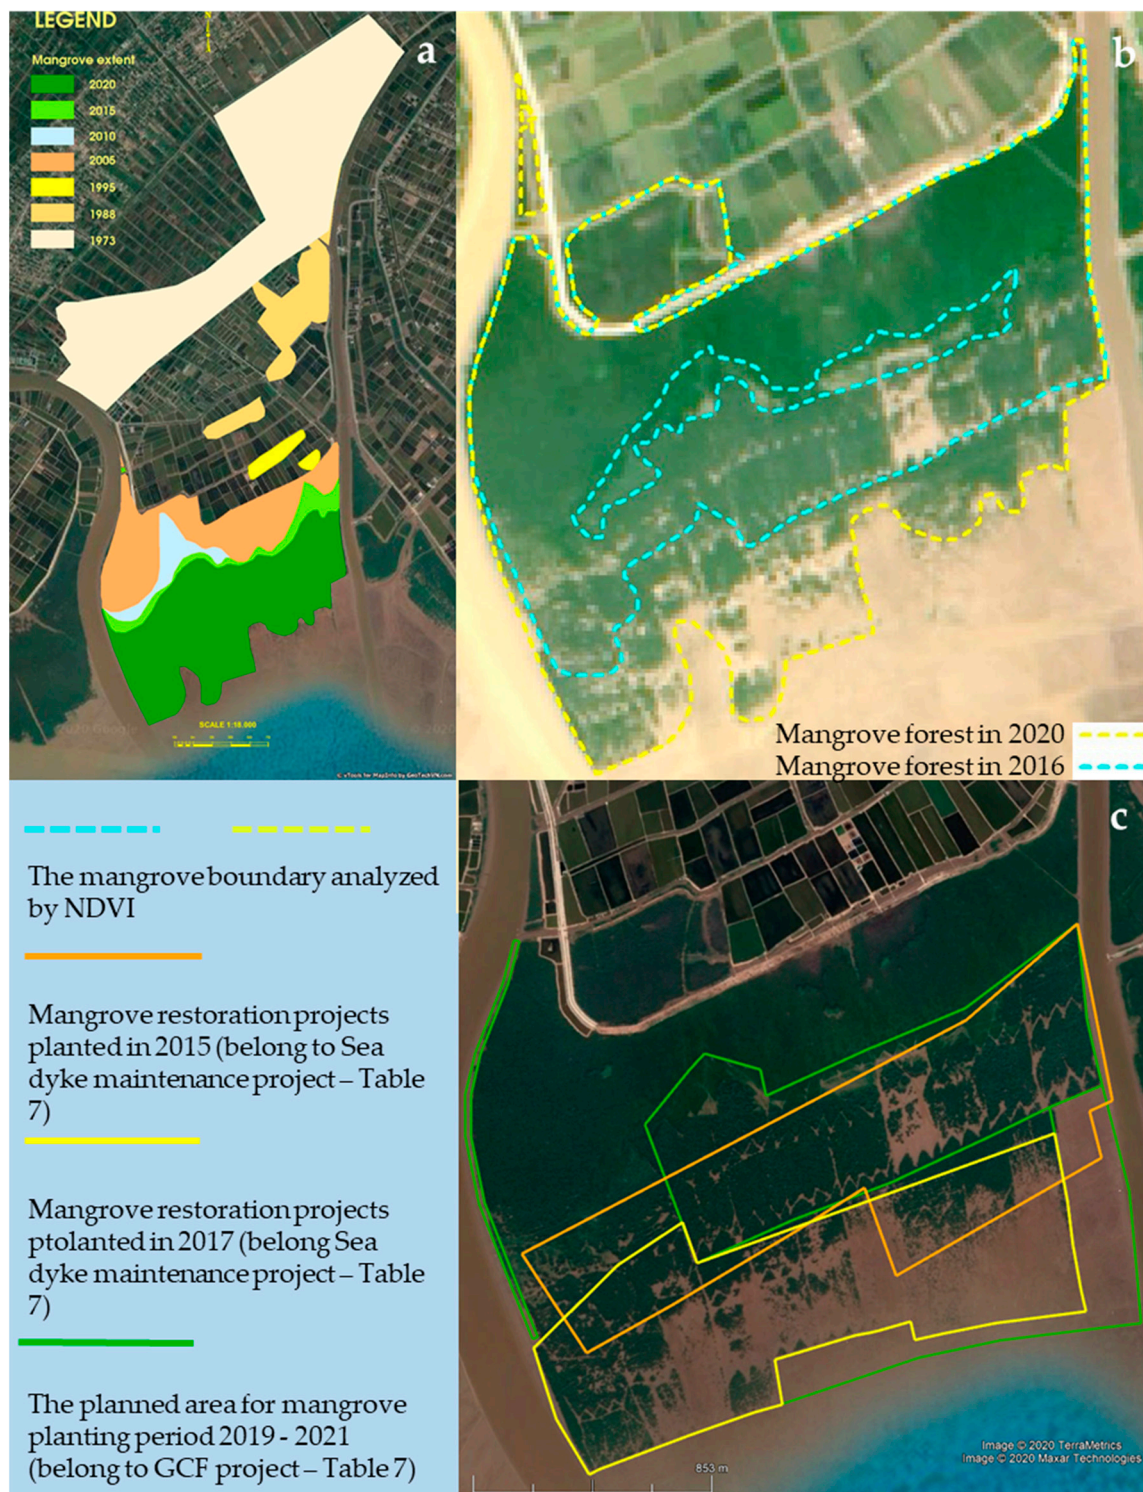 LEGEND
N
a
Mangrove extent
2020
2015
2010
2005
1995
1988
1973
SCALE 1:18.000
2020 Google
© 2020
b
Mangrove forest in 2020
Mangrove forest in 2016
The mangrove boundary analyzed
by NDVI
Mangrove restoration projects
planted in 2015 (belong to Sea
dyke maintenance project – Table
7)
Mangrove restoration projects
ptolanted in 2017 (belong Sea
dyke maintenance project – Table
7)
The planned area for mangrove
planting period 2019 - 2021
(belong to GCF project – Table 7)
c
Image © 2020 TerraMetrics
Image © 2020 Maxar Technologies
853 m